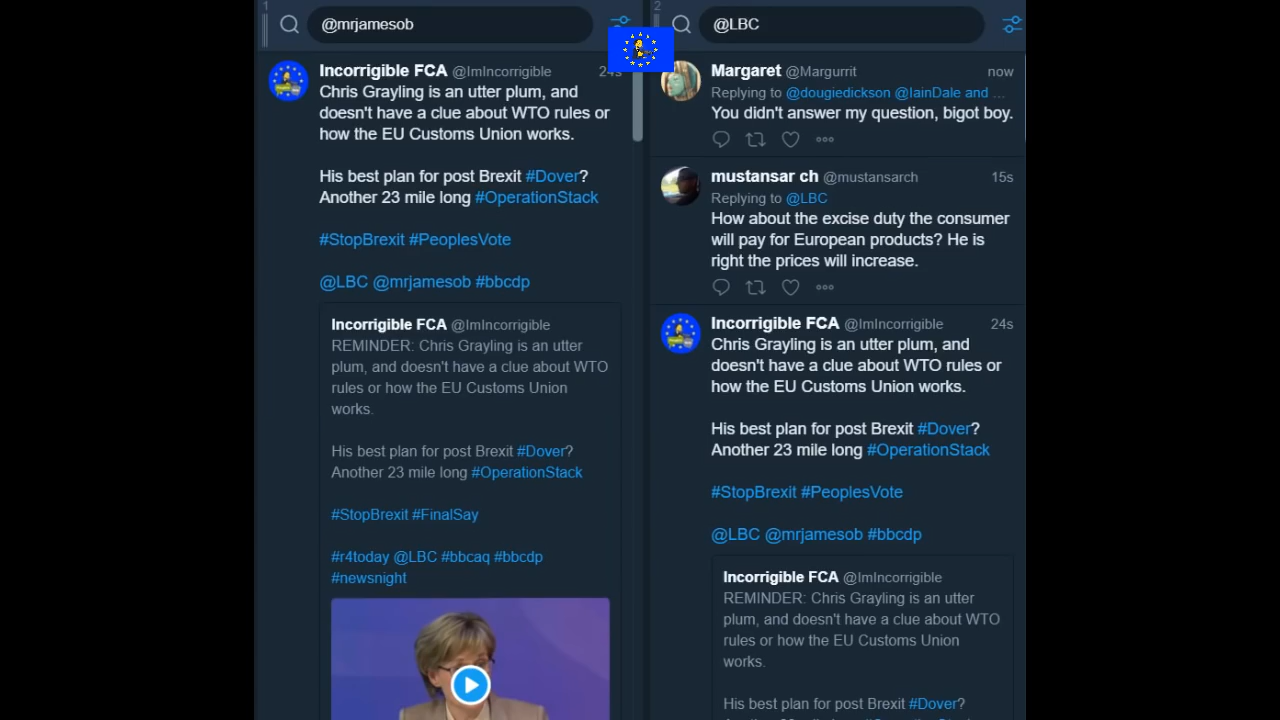 1
@mrjamesob
Incorrigible FCA @ImIncorrigible 24s
Chris Grayling is an utter plum, and
doesn't have a clue about WTO rules or
how the EU Customs Union works.
His best plan for post Brexit #Dover?
Another 23 mile long #OperationStack
#StopBrexit #PeoplesVote
@LBC @mrjamesob #bbcdp
Incorrigible FCA @ImIncorrigible
REMINDER: Chris Grayling is an utter
plum, and doesn't have a clue about WTO
rules or how the EU Customs Union
works.
His best plan for post Brexit #Dover?
Another 23 mile long #OperationStack
#StopBrexit #FinalSay
#r4today @LBC #bbcaq #bbcdp
#newsnight
2
@LBC
Margaret @Margurrit now
Replying to @dougiedickson @IainDale and ...
You didn't answer my question, bigot boy.
mustansar ch @mustansarch 15s
Replying to @LBC
How about the excise duty the consumer
will pay for European products? He is
right the prices will increase.
Incorrigible FCA @ImIncorrigible 24s
Chris Grayling is an utter plum, and
doesn't have a clue about WTO rules or
how the EU Customs Union works.
His best plan for post Brexit #Dover?
Another 23 mile long #OperationStack
#StopBrexit #PeoplesVote
@LBC @mrjamesob #bbcdp
Incorrigible FCA @ImIncorrigible
REMINDER: Chris Grayling is an utter
plum, and doesn't have a clue about WTO
rules or how the EU Customs Union
works.
His best plan for post Brexit #Dover?